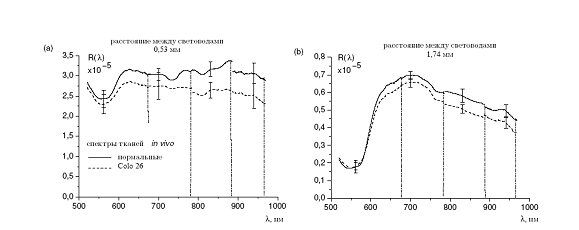 расстояние между световодами
0,53 мм
(a)
R(λ)
x10⁻⁵
3,5
3,0
2,5
2,0
1,5
1,0
0,5
0,0
спектры тканей in vivo
нормальные
Colo 26
500 600 700 800 900 1000
λ, нм
расстояние между световодами
1,74 мм
(b)
R(λ)
x10⁻⁵
0,8
0,7
0,6
0,5
0,4
0,3
0,2
0,1
500 600 700 800 900 1000
λ, нм